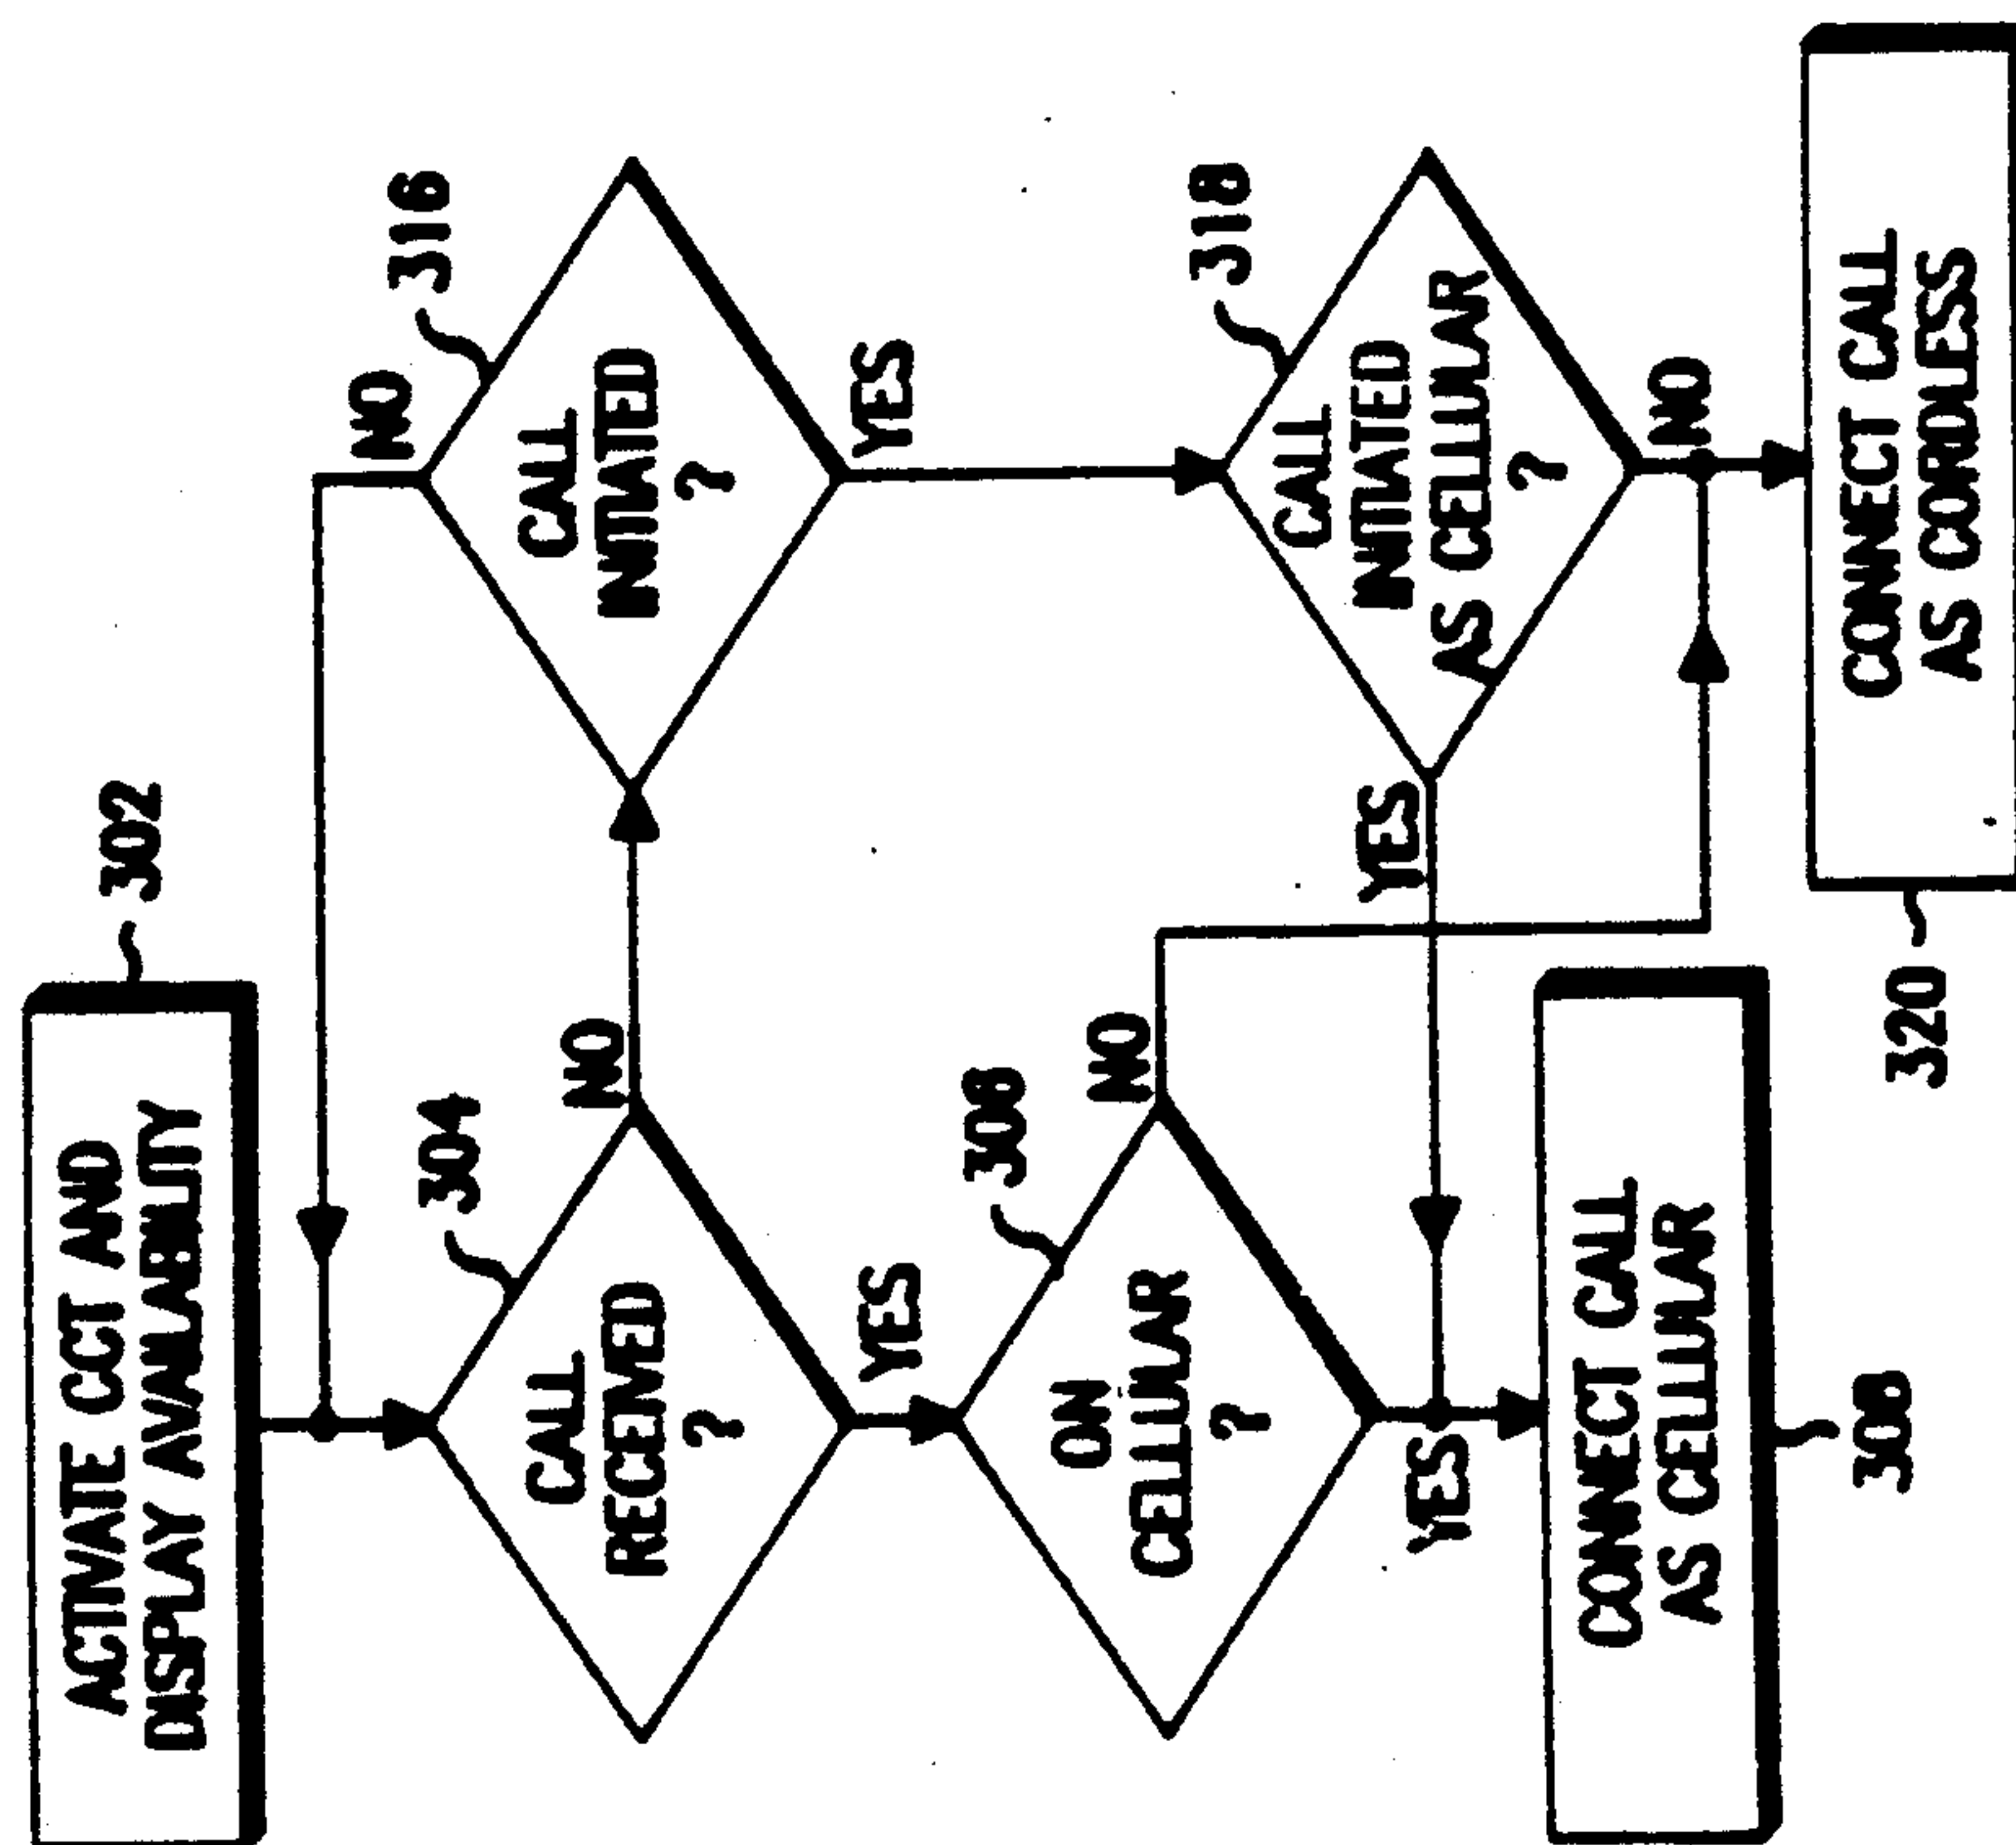 ACTIVATE CCT AND
DISPLAY AVAILABILITY
302
CALL
RECEIVED
?
304
NO
YES
CALL
INITIATED
?
316
NO
YES
ON
CELLULAR
?
306
NO
YES
CALL
INITIATED
AS CELLULAR
?
318
YES
NO
CONNECT CALL
AS CELLULAR
308
CONNECT CALL
AS CORDLESS
320